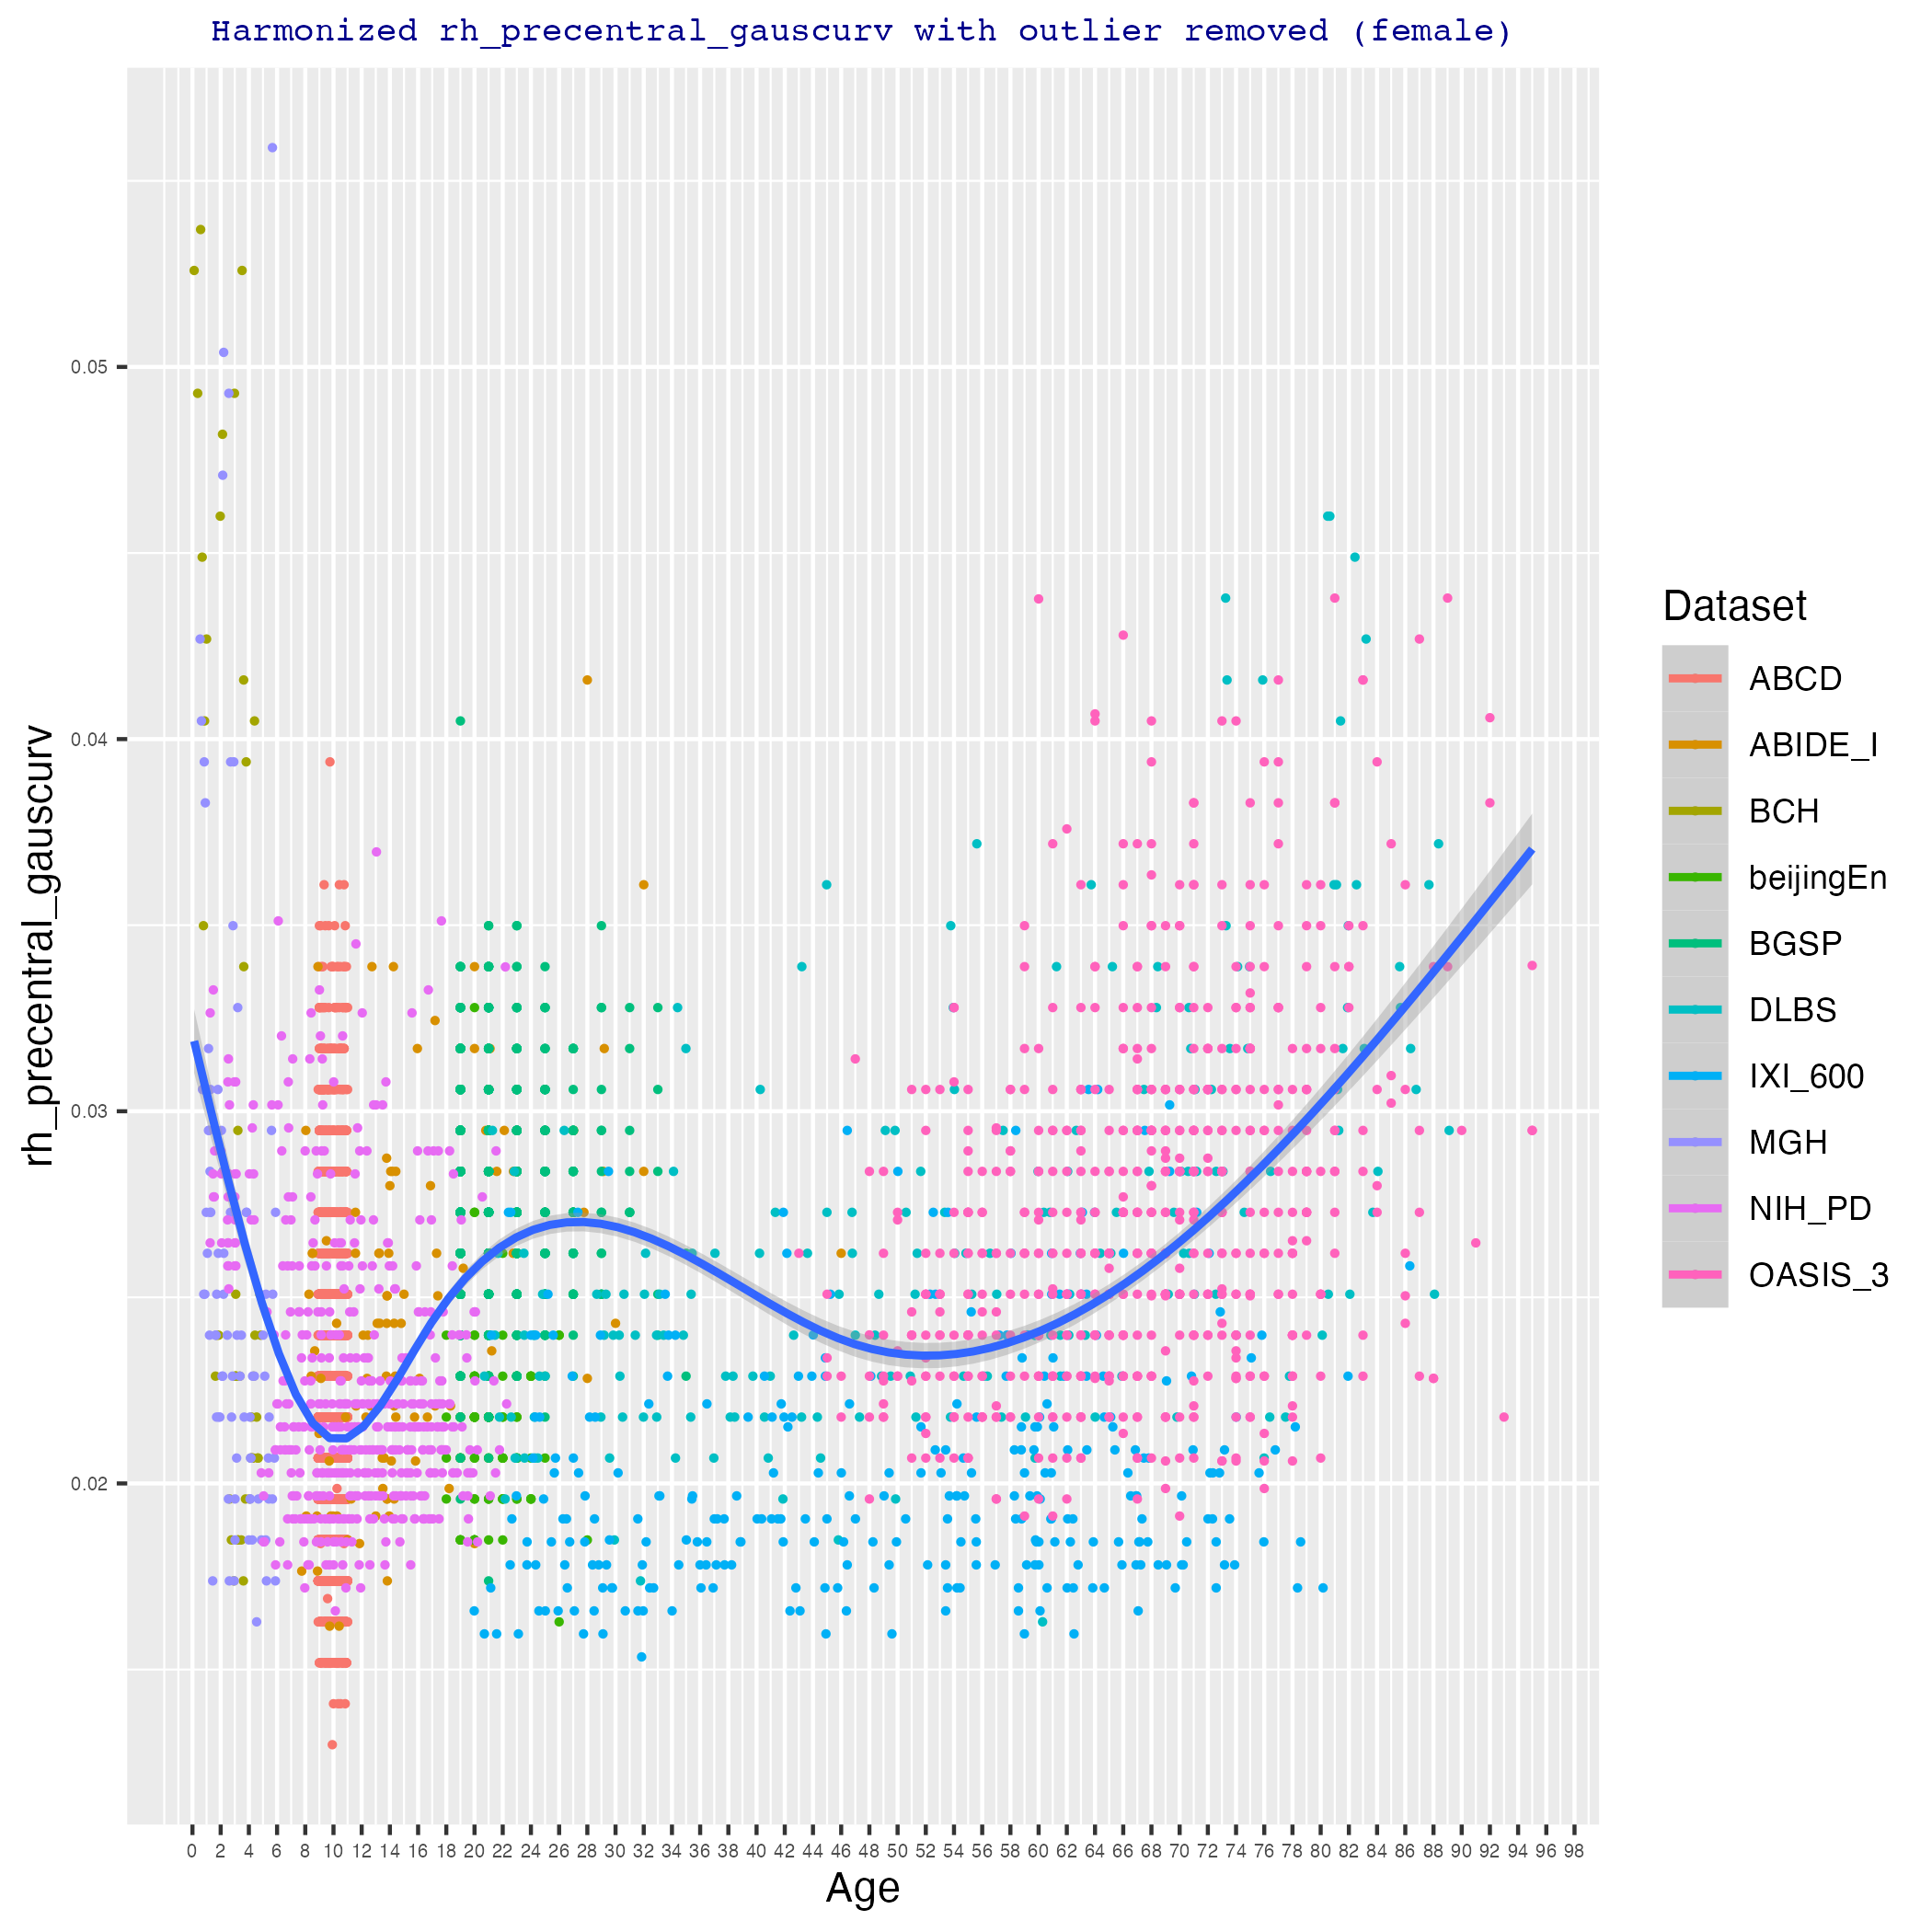 Harmonized rh_precentral_gauscurv with outlier removed (female)
rh_precentral_gauscurv
0.05
0.04
0.03
0.02
0 2 4 6 8 10 12 14 16 18 20 22 24 26 28 30 32 34 36 38 40 42 44 46 48 50 52 54 56 58 60 62 64 66 68 70 72 74 76 78 80 82 84 86 88 90 92 94 96 98
Age
Dataset
ABCD
ABIDE_I
BCH
beijingEn
BGSP
DLBS
IXI_600
MGH
NIH_PD
OASIS_3